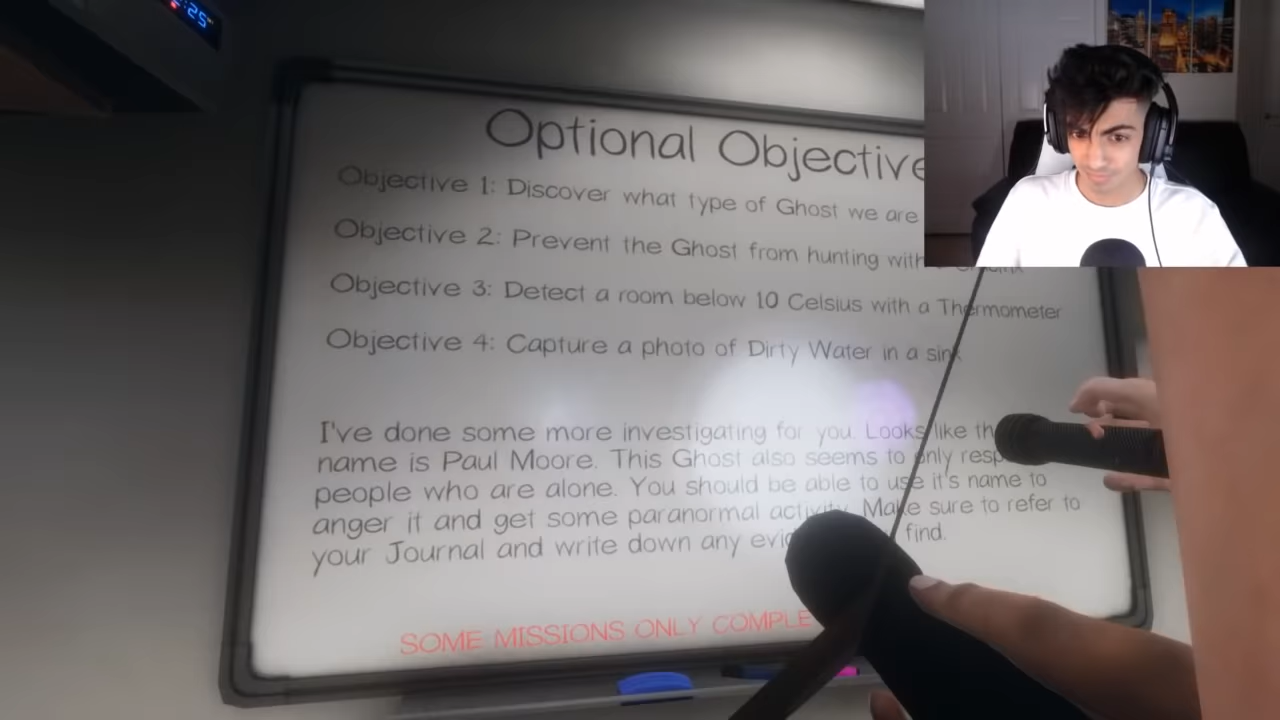 :25
Optional Objective
Objective 1: Discover what type of Ghost we are
Objective 2: Prevent the Ghost from hunting with
Objective 3: Detect a room below 10 Celsius with a Thermometer
Objective 4: Capture a photo of Dirty Water in a sink
I've done some more investigating for you. Looks like
name is Paul Moore. This Ghost also seems to only
people who are alone. You should be able to use it's name to
anger it and get some paranormal activity. Make sure to refer to
your Journal and write down any find.
SOME MISSIONS ONLY